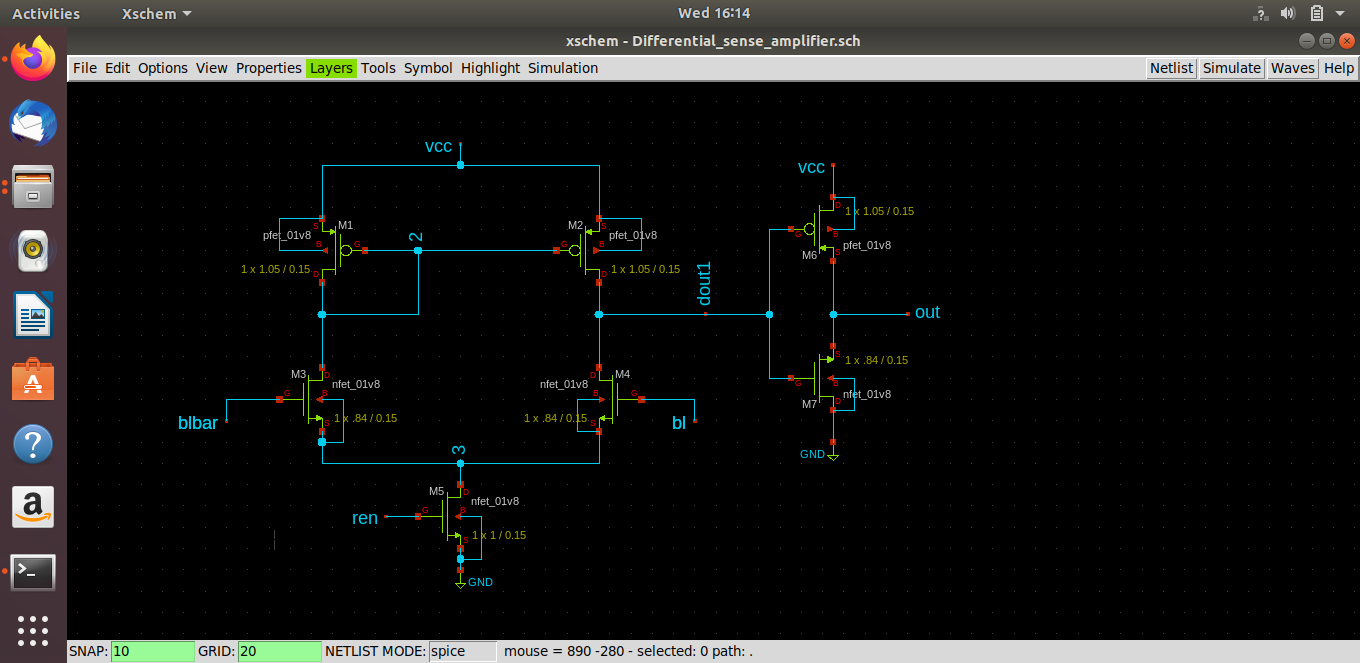 Activities Xschem Wed 16:14
xschem - Differential_sense_amplifier.sch
File Edit Options View Properties Layers Tools Symbol Highlight Simulation Netlist Simulate Waves Help
vcc
vcc
S M1
M2 S
D 1 x 1.05 / 0.15
pfet_01v8
2
pfet_01v8
B G
G B
G B
pfet_01v8
M6 S
1 x 1.05 / 0.15 D
D 1 x 1.05 / 0.15
dout1
out
S 1 x .84 / 0.15
M3 D
D M4
nfet_01v8
nfet_01v8
G B
B G
G B
nfet_01v8
M7 D
1 x .84 / 0.15 S
1 x .84 / 0.15 S
blbar
bl
3
GND
M5 D
nfet_01v8
G B
ren
S 1 x 1 / 0.15
GND
a
A
?
>_
SNAP: 10 GRID: 20 NETLIST MODE: spice mouse = 890 -280 - selected: 0 path: .